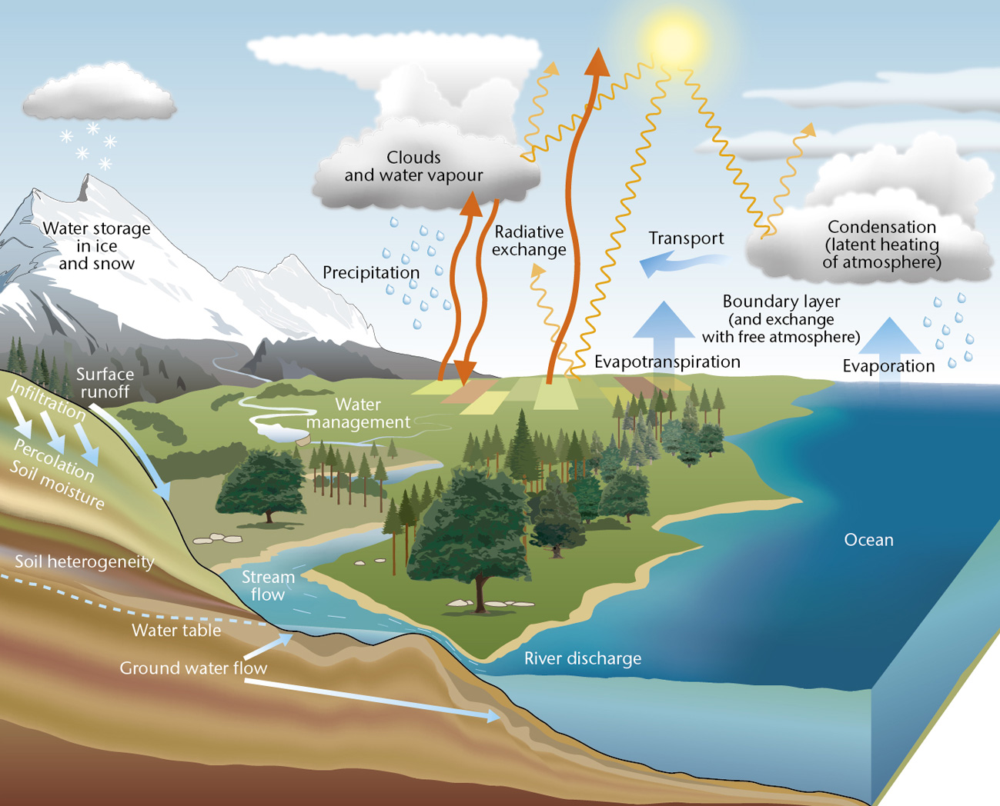 Clouds
and water vapour
Water storage
in ice
and snow
Precipitation
Radiative
exchange
Transport
Condensation
(latent heating
of atmosphere)
Boundary layer
(and exchange
with free atmosphere)
Evapotranspiration
Evaporation
Surface
runoff
Infiltration
Percolation
Soil moisture
Water
management
Soil heterogeneity
Stream
flow
Ocean
Water table
Ground water flow
River discharge